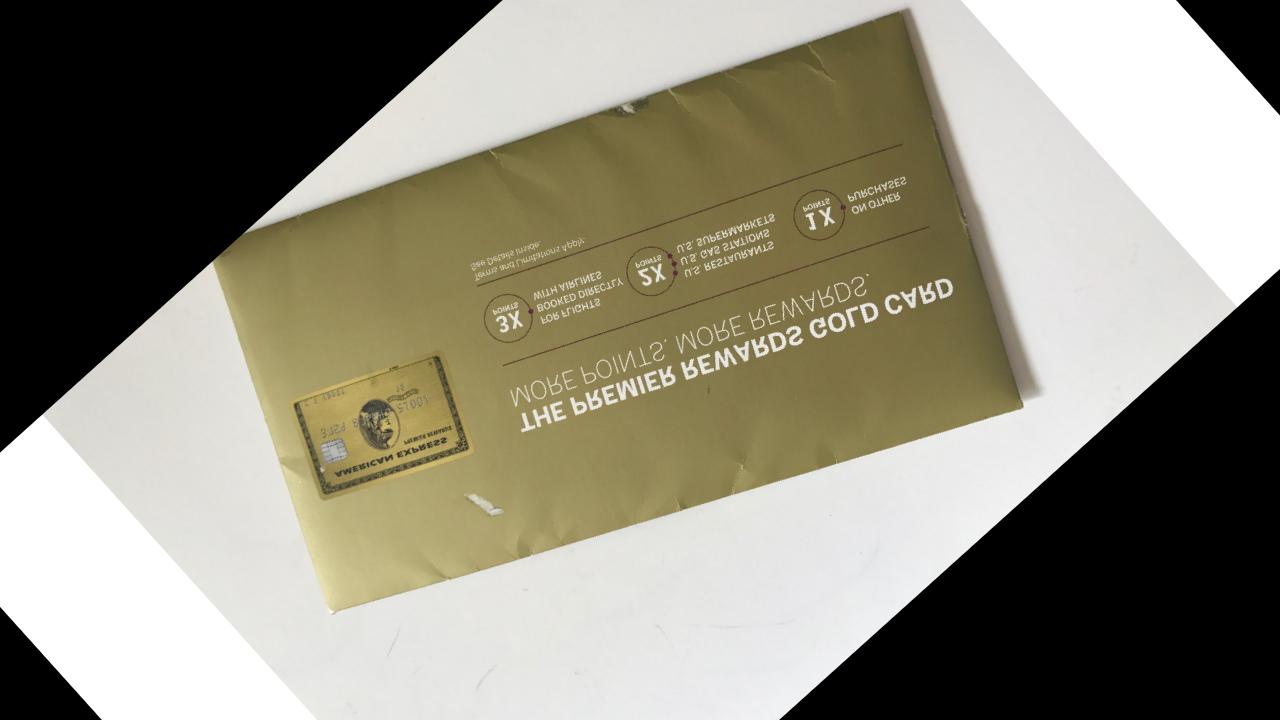 THE PREMIER REWARDS GOLD CARD
MORE POINTS. MORE REWARDS.
3X
POINTS
FOR FLIGHTS
BOOKED DIRECTLY
WITH AIRLINES
2X
POINTS
U.S. RESTAURANTS
U.S. GAS STATIONS
U.S. SUPERMARKETS
1X
POINTS
ON OTHER
PURCHASES
Terms and Limitations Apply.
See Details Inside.
AMERICAN EXPRESS
PREMIER REWARDS